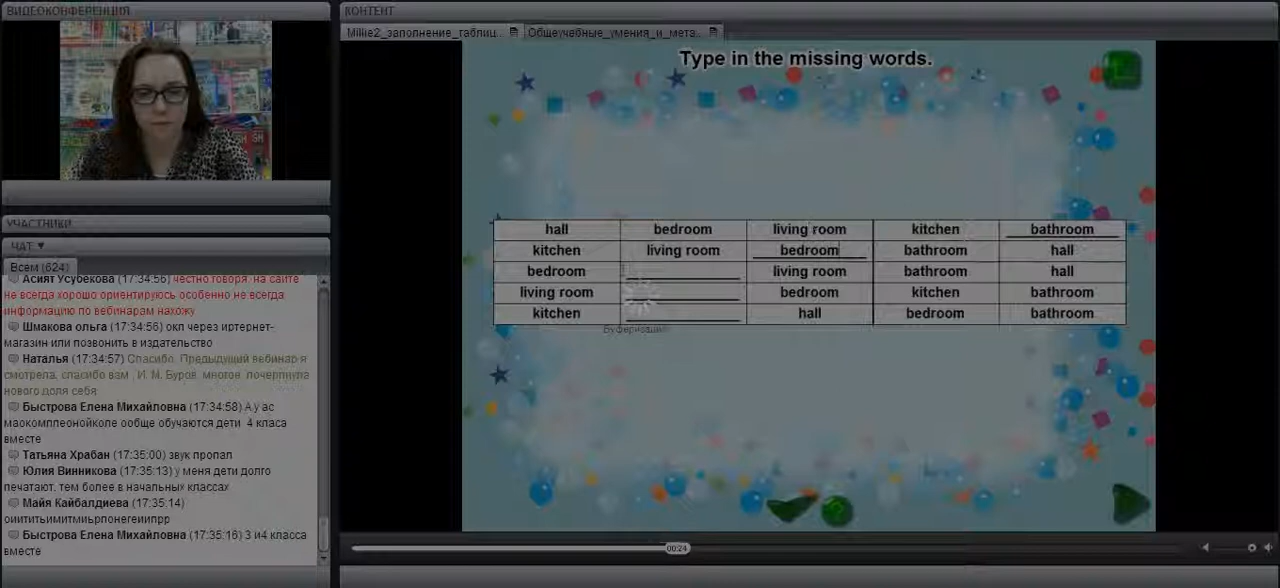 ВИДЕОКОНФЕРЕНЦИЯ
УЧАСТНИКИ
ЧАТ ▼
Всем (624)
Асият Усубекова (17:34:56) честно говоря, на сайте
не всегда хорошо ориентируюсь особенно не всегда
информацию по вебинарам нахожу
Шмакова ольга (17:34:56) окп через иртернет-
магазин или позвонить в издательство
Наталья (17:34:57) Спасибо. Предыдущий вебинар я
смотрела, спасибо вам , И. М. Буров, многое почерпнула
нового доля себя
Быстрова Елена Михайловна (17:34:58) А у ас
маокомплеонойколе ообще обучаются дети 4 класа
вместе
Татьяна Храбан (17:35:00) звук пропал
Юлия Винникова (17:35:13) у меня дети долго
печатают, тем более в начальных классах
Майя Кайбалдиева (17:35:14)
оиититьимитмиьрпонегеиипрр
Быстрова Елена Михайловна (17:35:16) 3 и4 класса
вместе
КОНТЕНТ
Millie2_заполнение_таблиц... Общеучебные_умения_и_мета...
Type in the missing words.
hall bedroom living room kitchen bathroom
kitchen living room bedroom bathroom hall
bedroom living room bathroom hall
living room bedroom kitchen bathroom
kitchen hall bedroom bathroom
Буферизация
00:24